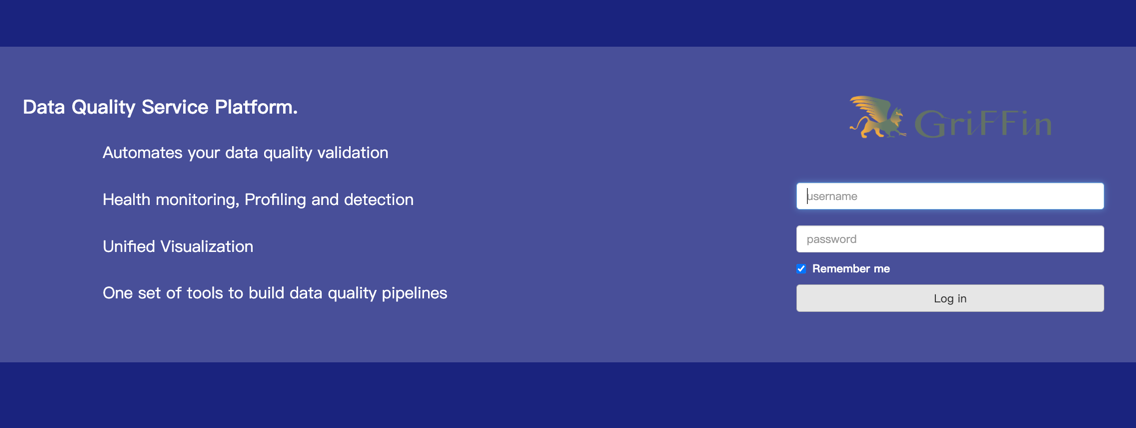 Data Quality Service Platform.
Automates your data quality validation
Health monitoring, Profiling and detection
Unified Visualization
One set of tools to build data quality pipelines
GriFFin
username
password
Remember me
Log in